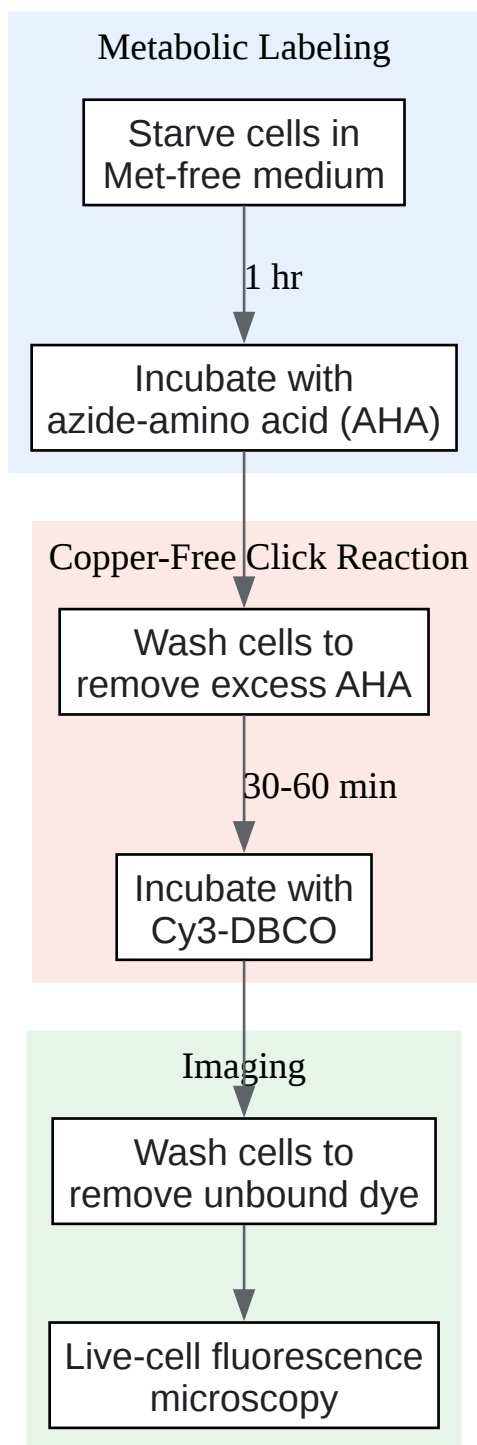 Metabolic Labeling
Starve cells in
Met-free medium
1 hr
Incubate with
azide-amino acid (AHA)
Copper-Free Click Reaction
Wash cells to
remove excess AHA
30-60 min
Incubate with
Cy3-DBCO
Imaging
Wash cells to
remove unbound dye
Live-cell fluorescence
microscopy